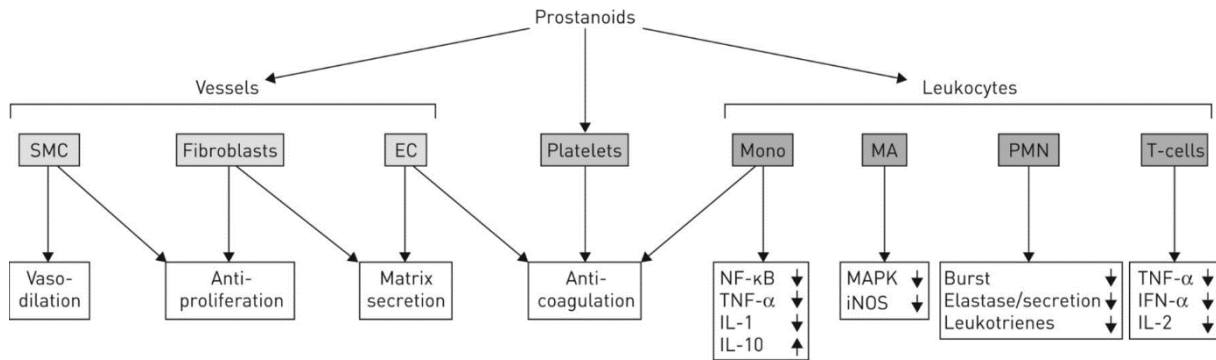 Prostanoids
Vessels
Leukocytes
SMC
Fibroblasts
EC
Platelets
Mono
MA
PMN
T-cells
Vaso-
dilation
Anti-
proliferation
Matrix
secretion
Anti-
coagulation
NF-κB ↓
TNF-α ↓
IL-1 ↓
IL-10 ↑
MAPK ↓
iNOS ↓
Burst ↓
Elastase/secretion ↓
Leukotrienes ↓
TNF-α ↓
IFN-α ↓
IL-2 ↓